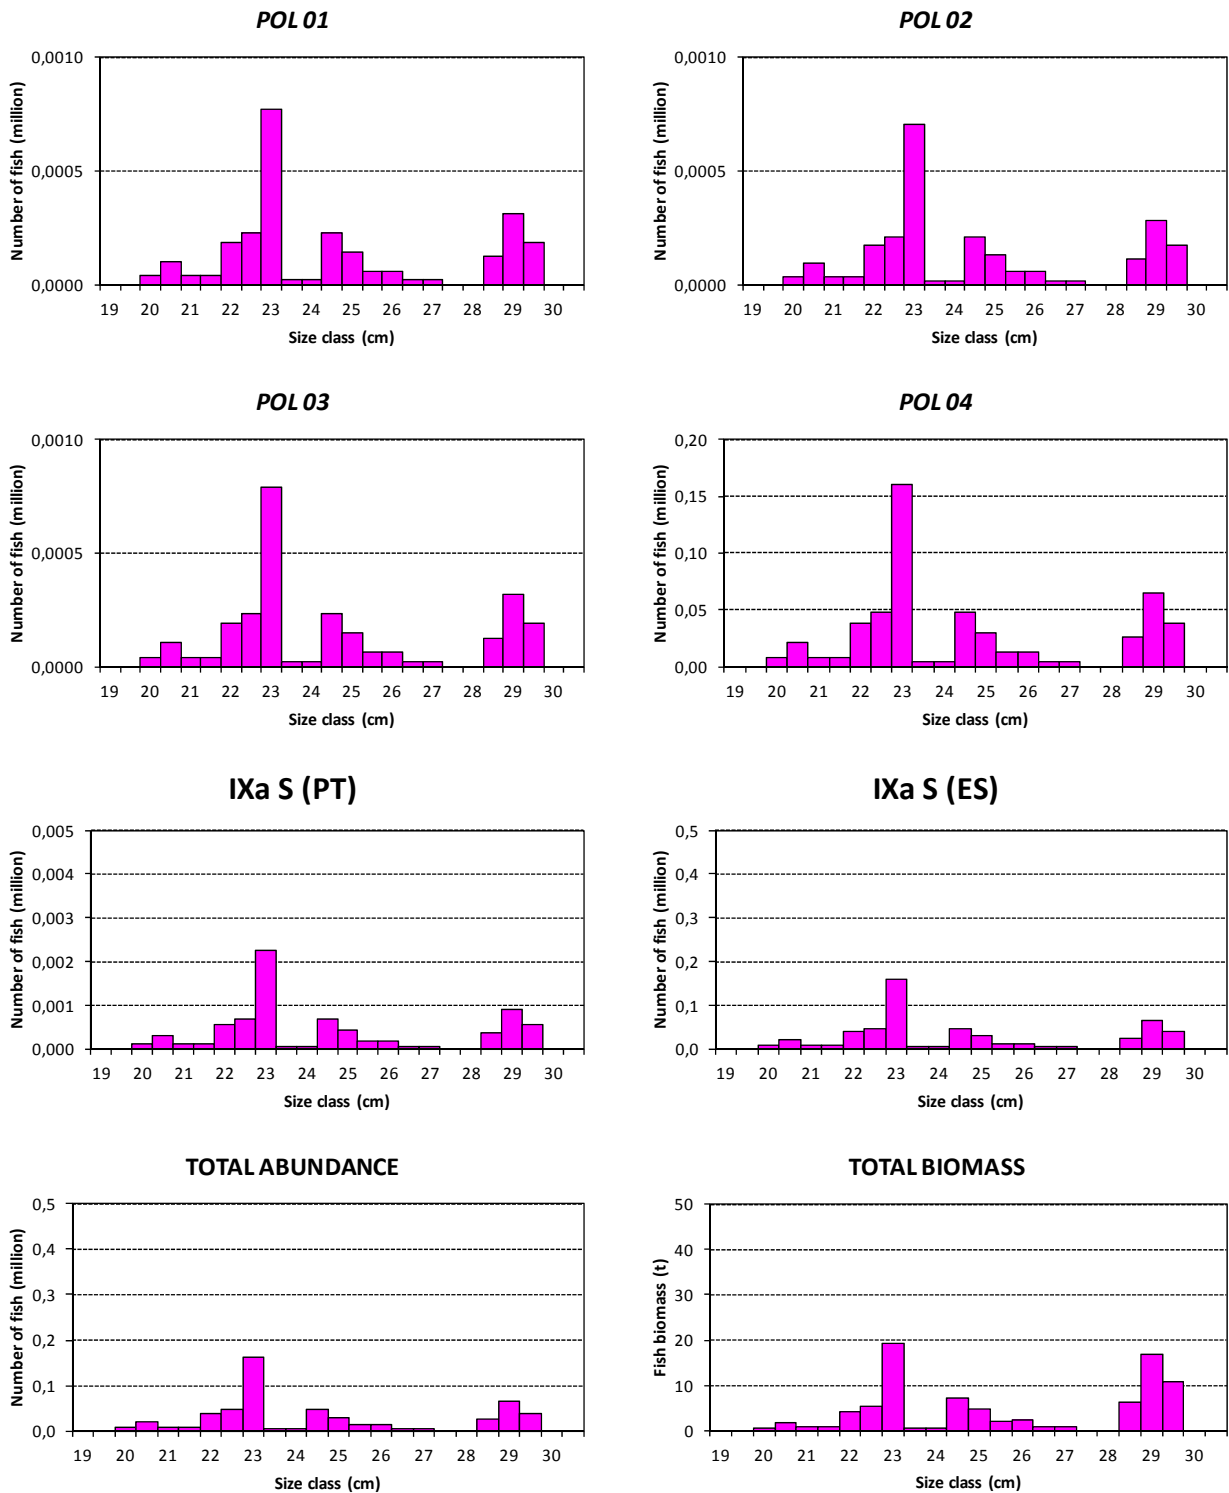 POL 01
Number of fish (million)
0,0010
0,0005
0,0000
19 20 21 22 23 24 25 26 27 28 29 30
Size class (cm)
POL 02
Number of fish (million)
0,0010
0,0005
0,0000
19 20 21 22 23 24 25 26 27 28 29 30
Size class (cm)
POL 03
Number of fish (million)
0,0010
0,0005
0,0000
19 20 21 22 23 24 25 26 27 28 29 30
Size class (cm)
POL 04
Number of fish (million)
0,20
0,15
0,10
0,05
0,00
19 20 21 22 23 24 25 26 27 28 29 30
Size class (cm)
IXa S (PT)
Number of fish (million)
0,005
0,004
0,003
0,002
0,001
0,000
19 20 21 22 23 24 25 26 27 28 29 30
Size class (cm)
IXa S (ES)
Number of fish (million)
0,5
0,4
0,3
0,2
0,1
0,0
19 20 21 22 23 24 25 26 27 28 29 30
Size class (cm)
TOTAL ABUNDANCE
Number of fish (million)
0,5
0,4
0,3
0,2
0,1
0,0
19 20 21 22 23 24 25 26 27 28 29 30
Size class (cm)
TOTAL BIOMASS
Fish biomass (t)
50
40
30
20
10
0
19 20 21 22 23 24 25 26 27 28 29 30
Size class (cm)